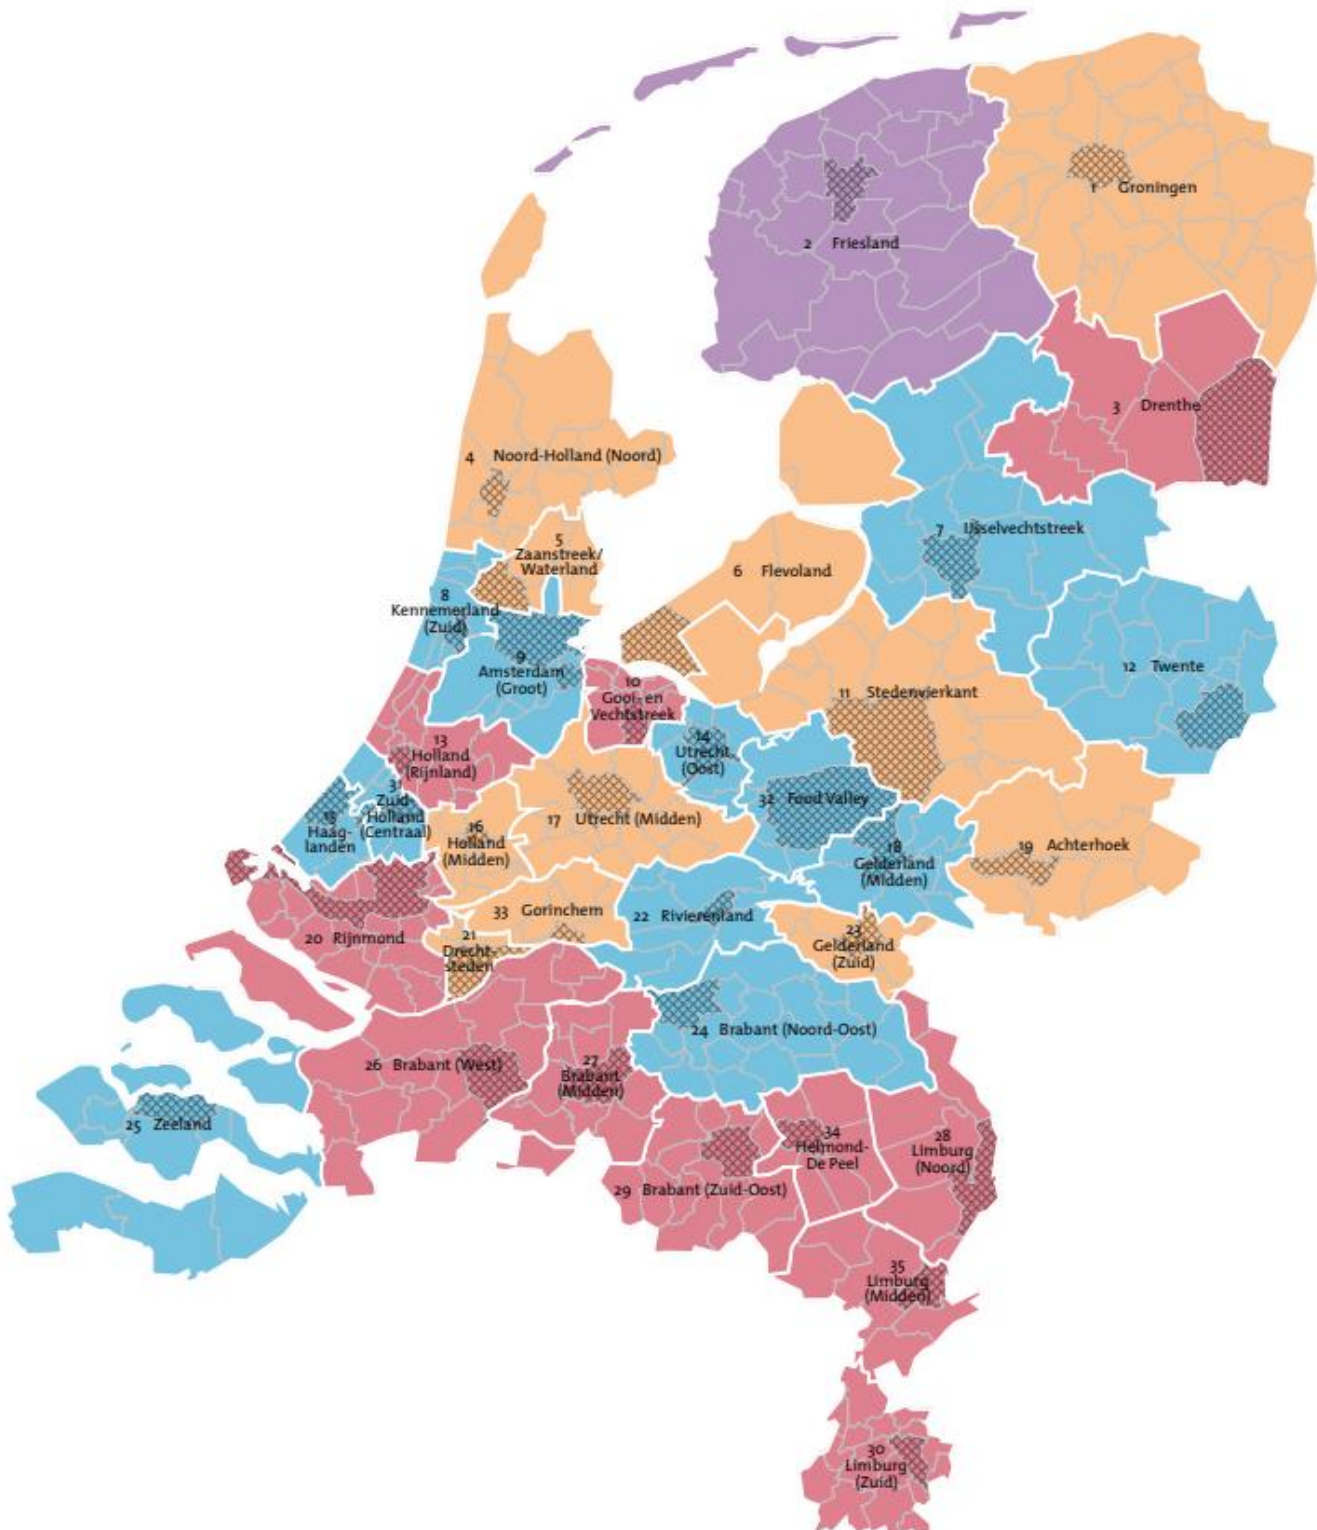 1 Groningen
2 Friesland
3 Drenthe
4 Noord-Holland (Noord)
5
Zaanstreek/
Waterland
7 IJsselvechtstreek
6 Flevoland
8
Kennemerland
(Zuid)
9
Amsterdam
(Groot)
12 Twente
10
Gooi- en
Vechtstreek
11 Stedenvierkant
13
Holland
(Rijnland)
14
Utrecht
(Oost)
31
Zuid-
Holland
(Centraal)
15
Haag-
landen
32 Food Valley
16
Holland
(Midden)
17 Utrecht (Midden)
18
Gelderland
(Midden)
19 Achterhoek
33 Gorinchem
22 Rivierenland
20 Rijnmond
21
Drecht-
steden
23
Gelderland
(Zuid)
24 Brabant (Noord-Oost)
26 Brabant (West)
27
Brabant
(Midden)
25 Zeeland
34
Helmond-
De Peel
28
Limburg
(Noord)
29 Brabant (Zuid-Oost)
35
Limburg
(Midden)
30
Limburg
(Zuid)